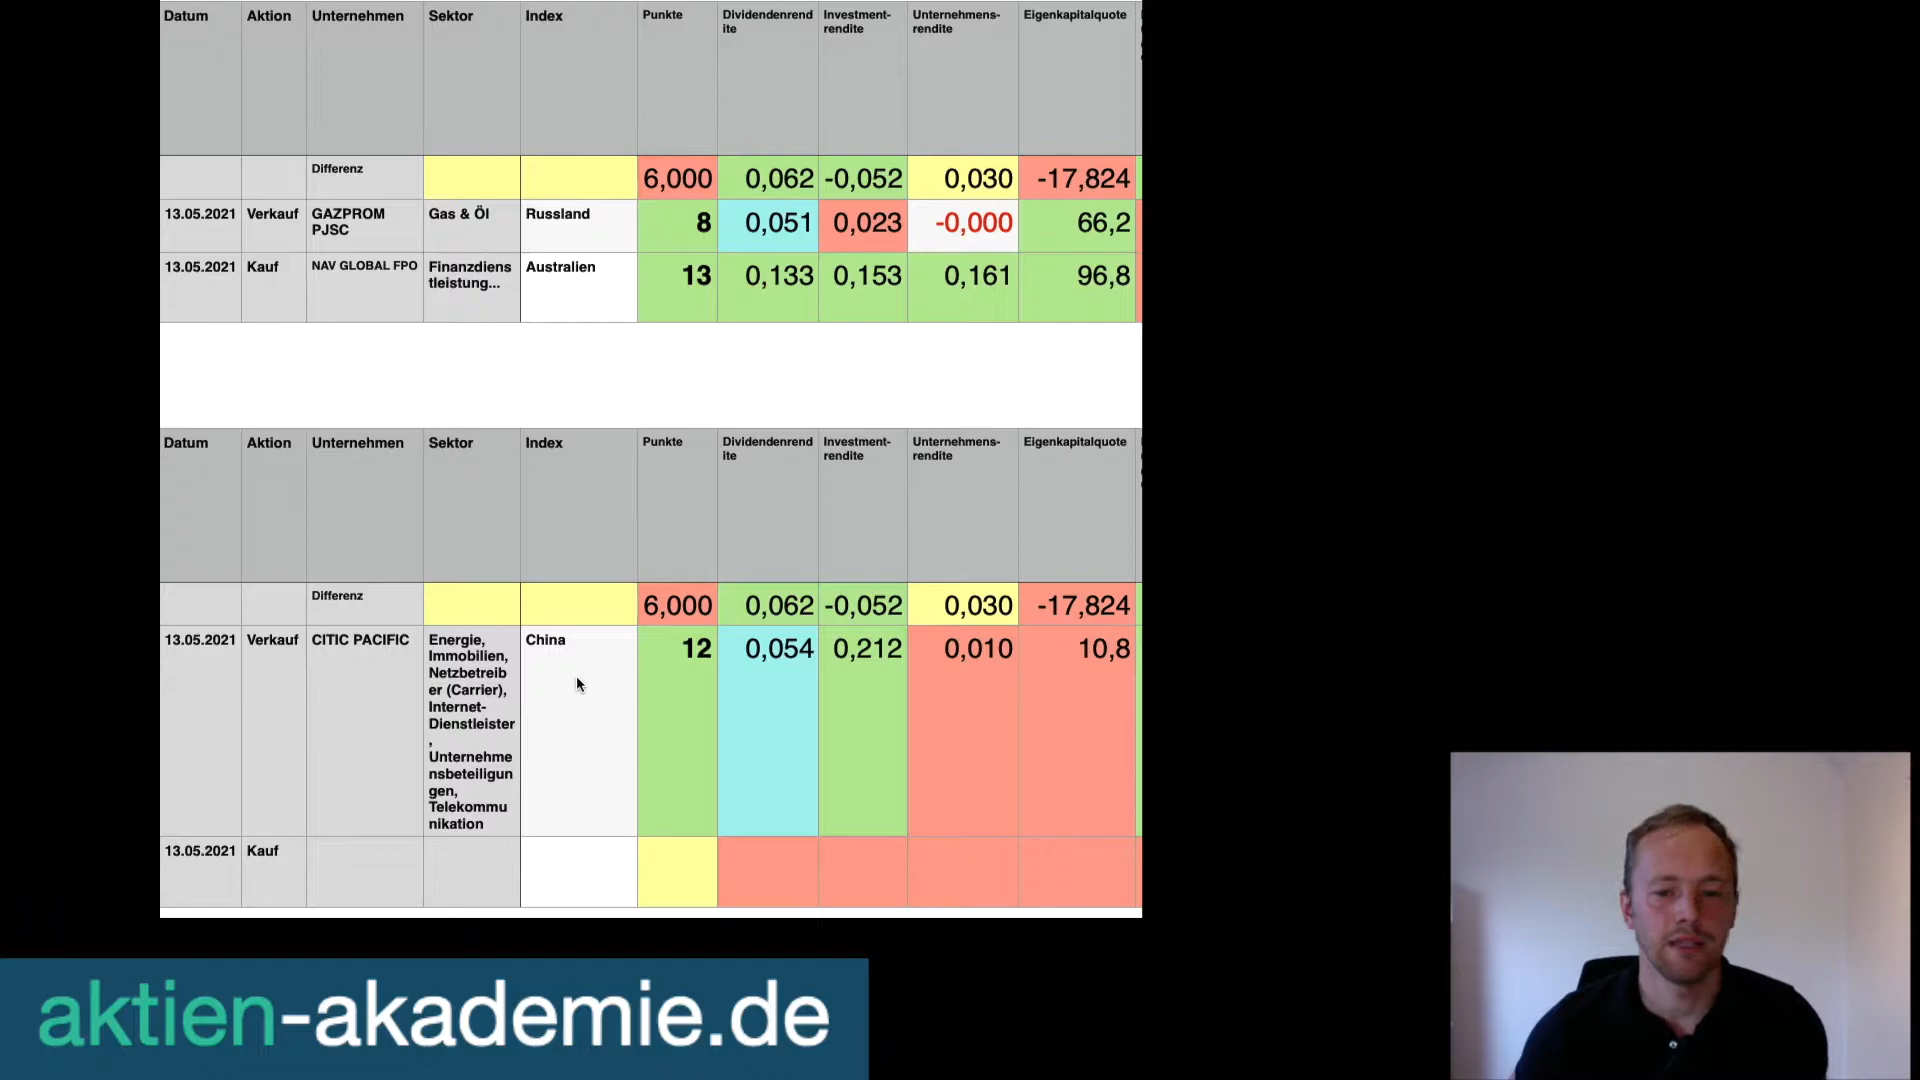 Datum Aktion Unternehmen Sektor Index Punkte Dividendenrend Investment- Unternehmens- Eigenkapitalquote
ite rendite rendite
Differenz 6,000 0,062 -0,052 0,030 -17,824
13.05.2021 Verkauf GAZPROM Gas & Öl Russland 8 0,051 0,023 -0,000 66,2
PJSC
13.05.2021 Kauf NAV GLOBAL FPO Finanzdiens Australien 13 0,133 0,153 0,161 96,8
tleistung...
Datum Aktion Unternehmen Sektor Index Punkte Dividendenrend Investment- Unternehmens- Eigenkapitalquote
ite rendite rendite
Differenz 6,000 0,062 -0,052 0,030 -17,824
13.05.2021 Verkauf CITIC PACIFIC Energie, China 12 0,054 0,212 0,010 10,8
Immobilien,
Netzbetreib
er (Carrier),
Internet-
Dienstleister
,
Unternehme
nsbeteiligun
gen,
Telekommu
nikation
13.05.2021 Kauf
aktien-akademie.de